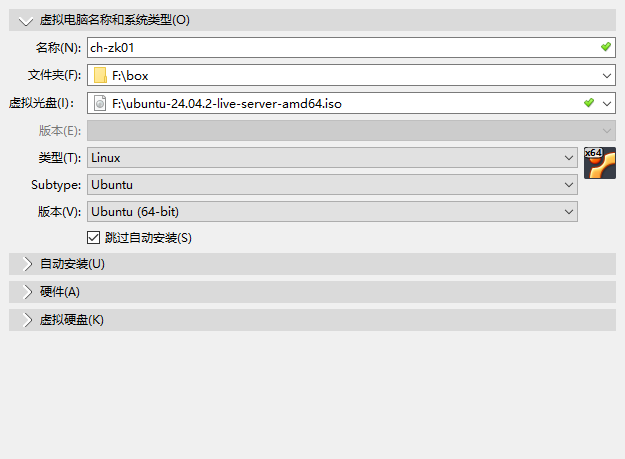 虚拟电脑名称和系统类型(O)
名称(N): ch-zk01
文件夹(F): F:\box
虚拟光盘(I): F:\ubuntu-24.04.2-live-server-amd64.iso
版本(E):
类型(T): Linux
x64
Subtype: Ubuntu
版本(V): Ubuntu (64-bit)
跳过自动安装(S)
自动安装(U)
硬件(A)
虚拟硬盘(K)